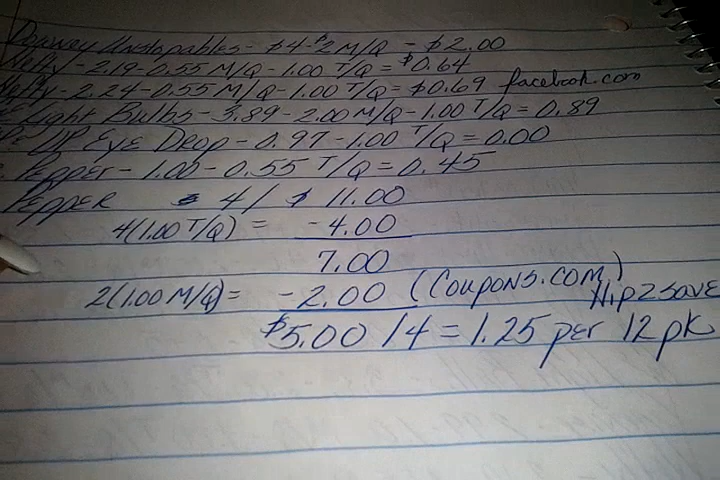 Downey Unstopables - $4 - $2 M/Q = $2.00
Hefty - 2.19 - 0.55 M/Q - 1.00 T/Q = $0.64
Hefty - 2.24 - 0.55 M/Q - 1.00 T/Q = $0.69 facebook.com
Light Bulbs - 3.89 - 2.00 M/Q - 1.00 T/Q = 0.89
UP Eye Drop - 0.97 - 1.00 T/Q = 0.00
Pepper - 1.00 - 0.55 T/Q = 0.45
Pepper 4 / $ 11.00
4(1.00 T/Q) = - 4.00
7.00
2(1.00 M/Q) = - 2.00 (Coupons.com)
Hip2Save
$5.00 / 4 = 1.25 per 12 pk